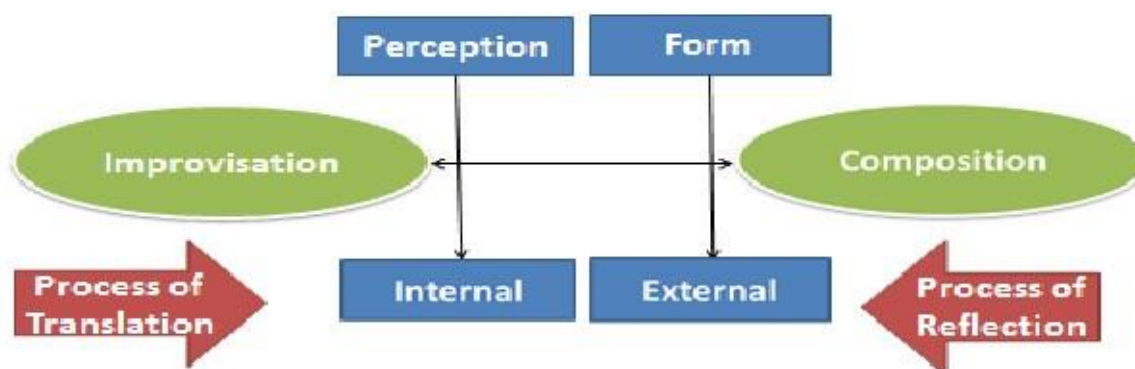 Perception
Form
Improvisation
Composition
Internal
External
Process of
Translation
Process of
Reflection